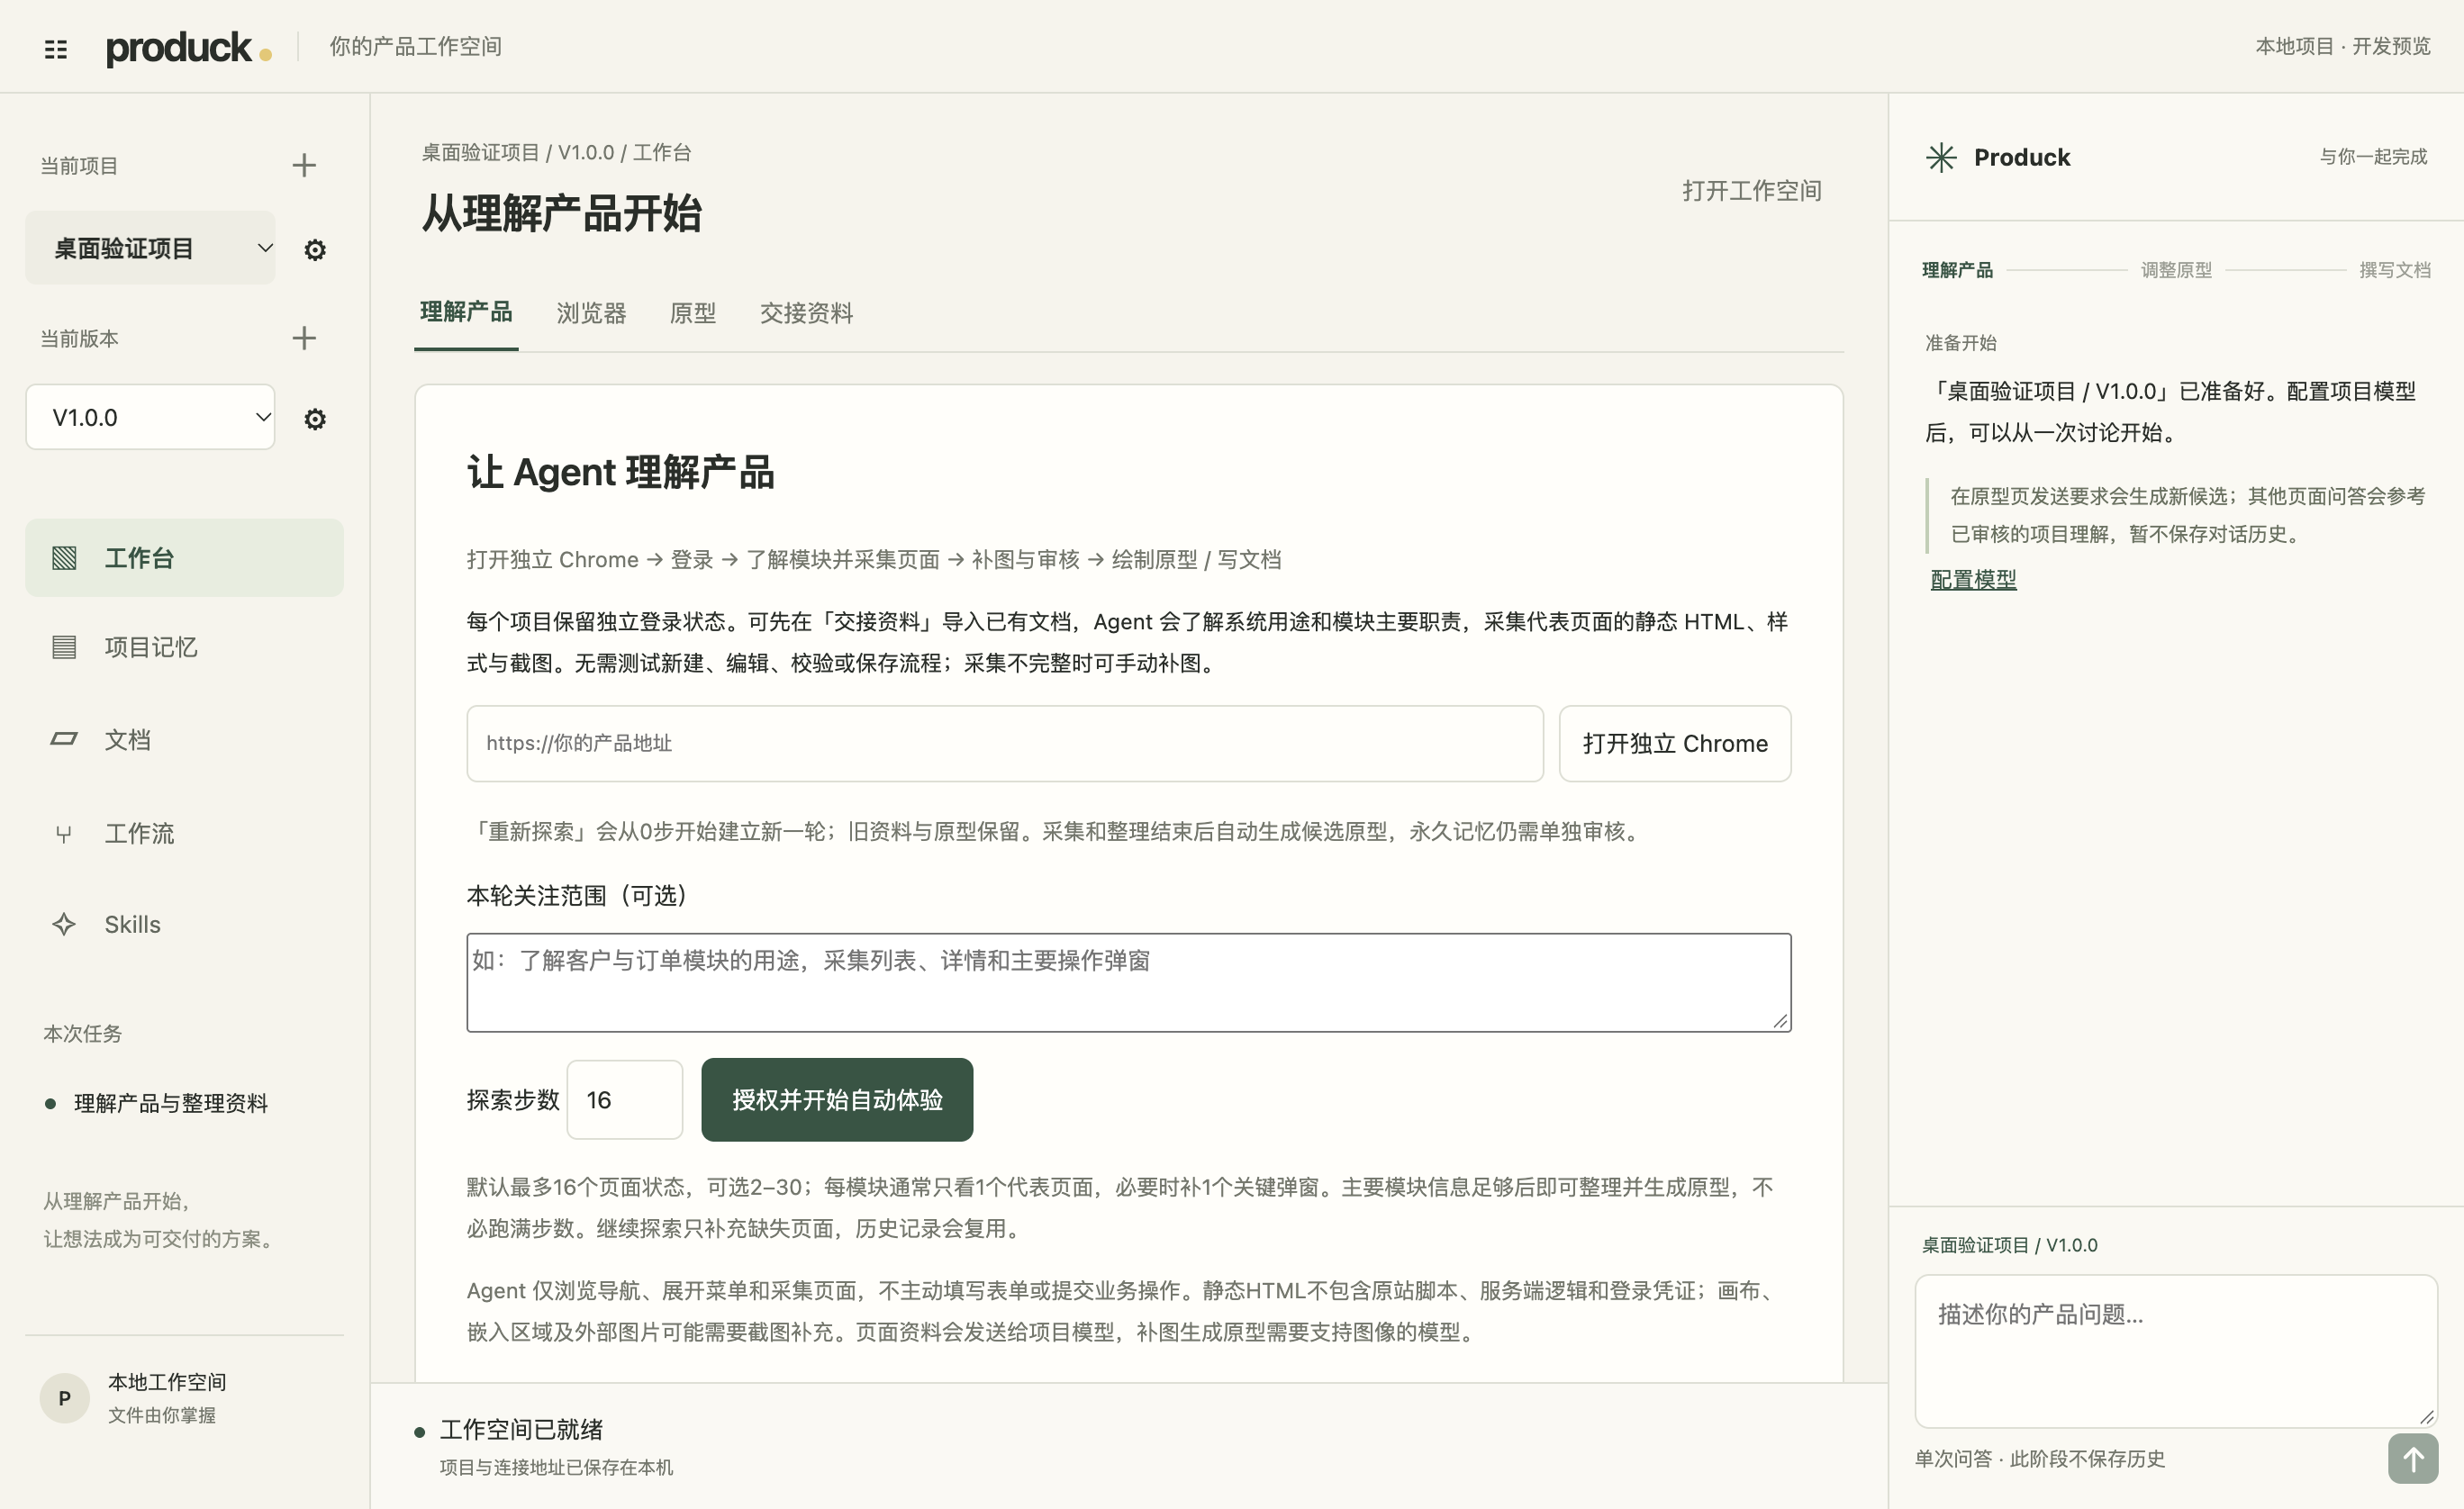 produck
你的产品工作空间
本地项目 · 开发预览
当前项目
桌面验证项目
当前版本
V1.0.0
工作台
项目记忆
文档
工作流
Skills
本次任务
理解产品与整理资料
从理解产品开始，
让想法成为可交付的方案。
P
本地工作空间
文件由你掌握
桌面验证项目 / V1.0.0 / 工作台
从理解产品开始
打开工作空间
理解产品
浏览器
原型
交接资料
让 Agent 理解产品
打开独立 Chrome → 登录 → 了解模块并采集页面 → 补图与审核 → 绘制原型 / 写文档
每个项目保留独立登录状态。可先在「交接资料」导入已有文档，Agent 会了解系统用途和模块主要职责，采集代表页面的静态 HTML、样
式与截图。无需测试新建、编辑、校验或保存流程；采集不完整时可手动补图。
https://你的产品地址
打开独立 Chrome
「重新探索」会从0步开始建立新一轮；旧资料与原型保留。采集和整理结束后自动生成候选原型，永久记忆仍需单独审核。
本轮关注范围（可选）
如：了解客户与订单模块的用途，采集列表、详情和主要操作弹窗
探索步数
16
授权并开始自动体验
默认最多16个页面状态，可选2–30；每模块通常只看1个代表页面，必要时补1个关键弹窗。主要模块信息足够后即可整理并生成原型，不
必跑满步数。继续探索只补充缺失页面，历史记录会复用。
Agent 仅浏览导航、展开菜单和采集页面，不主动填写表单或提交业务操作。静态HTML不包含原站脚本、服务端逻辑和登录凭证；画布、
嵌入区域及外部图片可能需要截图补充。页面资料会发送给项目模型，补图生成原型需要支持图像的模型。
工作空间已就绪
项目与连接地址已保存在本机
Produck
与你一起完成
理解产品
调整原型
撰写文档
准备开始
「桌面验证项目 / V1.0.0」已准备好。配置项目模型
后，可以从一次讨论开始。
在原型页发送要求会生成新候选；其他页面问答会参考
已审核的项目理解，暂不保存对话历史。
配置模型
桌面验证项目 / V1.0.0
描述你的产品问题...
单次问答 · 此阶段不保存历史